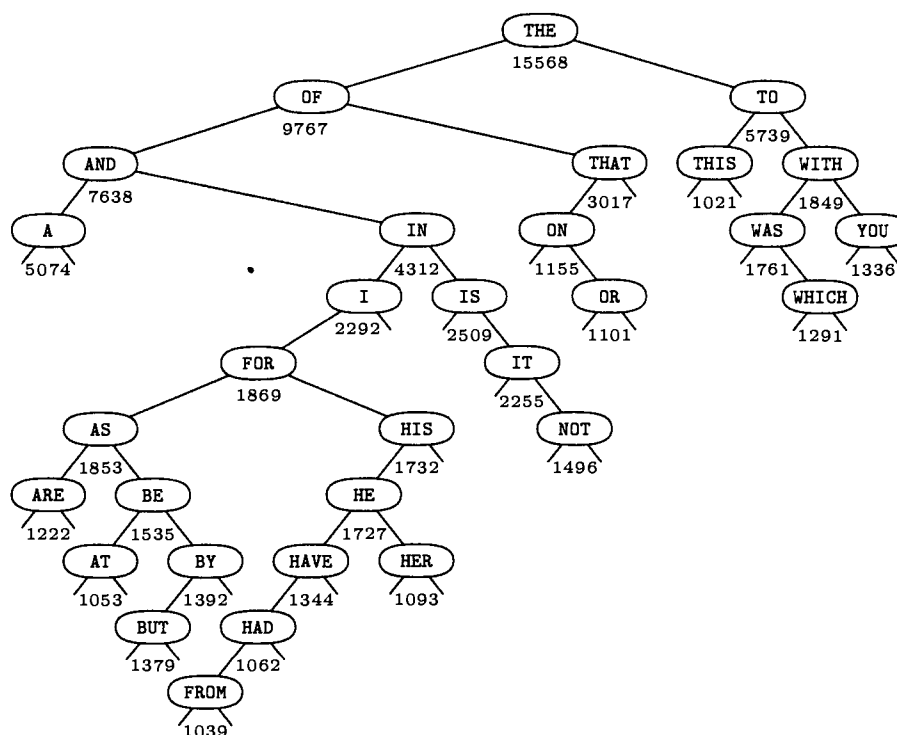 THE
15568
OF TO
9767 5739
AND THAT THIS WITH
7638 3017 1021 1849
A IN ON WAS YOU
5074 4312 1155 1761 1336
I IS OR WHICH
2292 2509 1101 1291
FOR IT
1869 2255
AS HIS NOT
1853 1732 1496
ARE BE HE
1222 1535 1727
AT BY HAVE HER
1053 1392 1344 1093
BUT HAD
1379 1062
FROM
1039